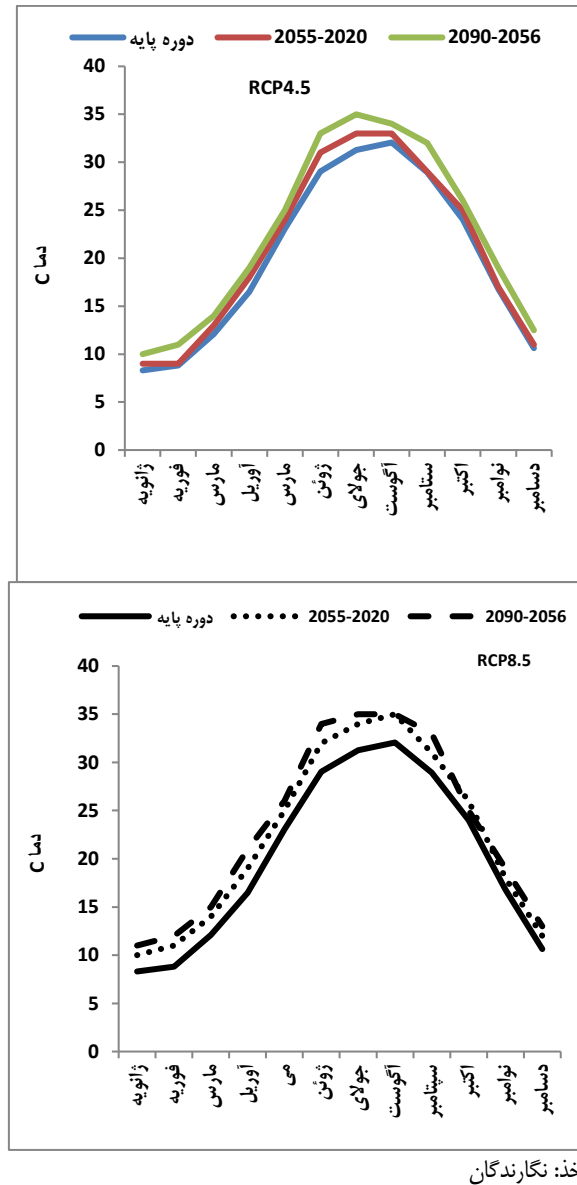 دوره پایه 2055-2020 2090-2056
RCP4.5
40
35
30
25
20
15
10
5
0
دما C
ژانویه
فوریه
مارس
آوریل
مارس
ژوئن
جولای
آگوست
ستامبر
اکتبر
نوامبر
دسامبر
دوره پایه 2055-2020 2090-2056
RCP8.5
40
35
30
25
20
15
10
5
0
دما C
ژانویه
فوریه
مارس
آوریل
می
ژوئن
جولای
آگوست
سپتامبر
اکتبر
نوامبر
دسامبر
خذ: نگارندگان